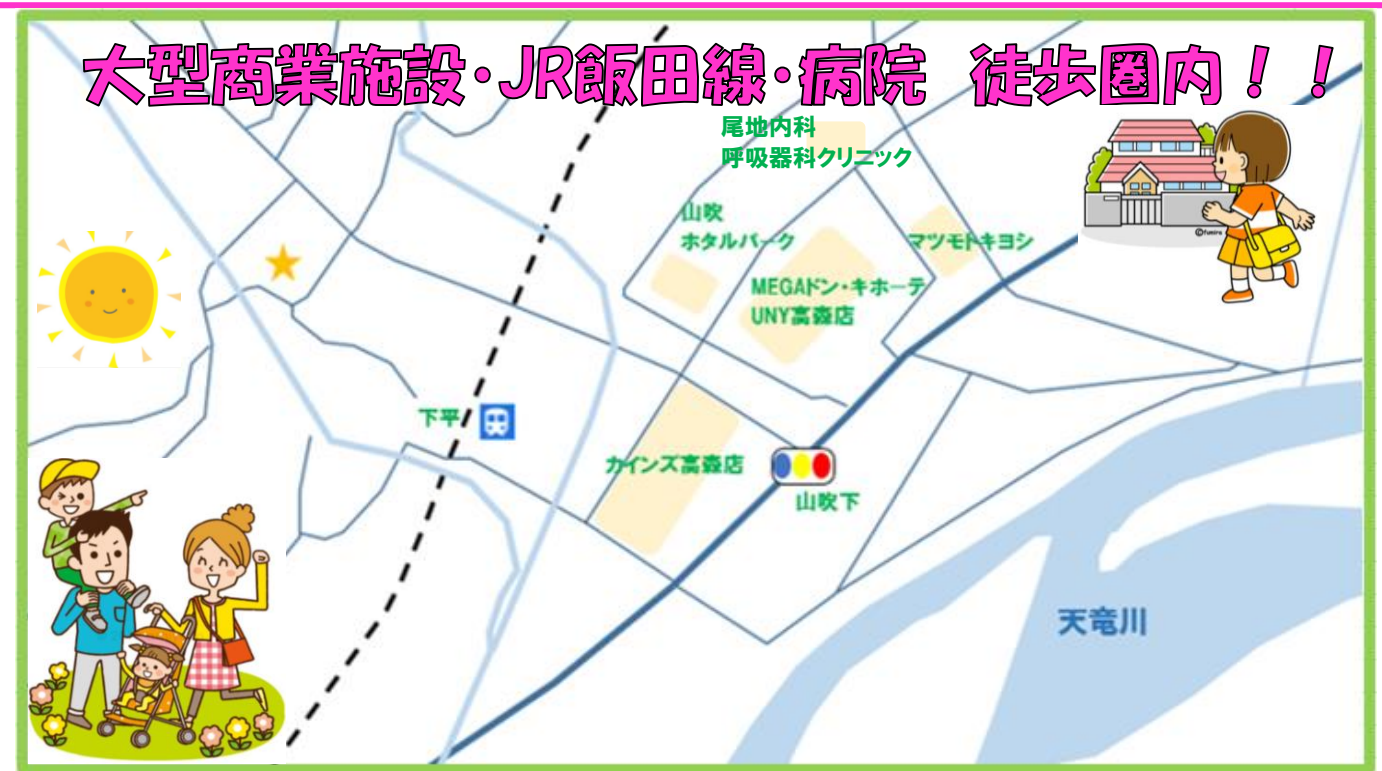 大型商業施設・JR飯田線・病院　徒歩圏内！！
尾地内科
呼吸器科クリニック
山吹
ホタルパーク
マツモトキヨシ
MEGAドン・キホーテ
UNY高森店
下平
カインズ高森店
山吹下
天竜川
©fumira